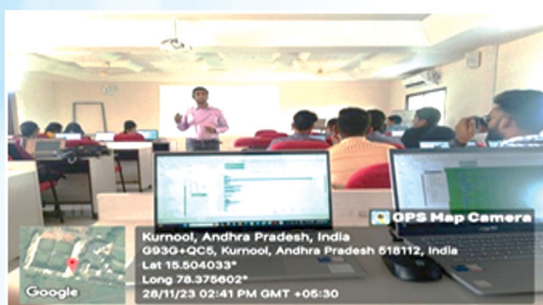 GPS Map Camera
Kurnool, Andhra Pradesh, India
G93G+QC5, Kurnool, Andhra Pradesh 518112, India
Lat 15.504033°
Long 78.375602°
28/11/23 02:41 PM GMT +05:30
Google